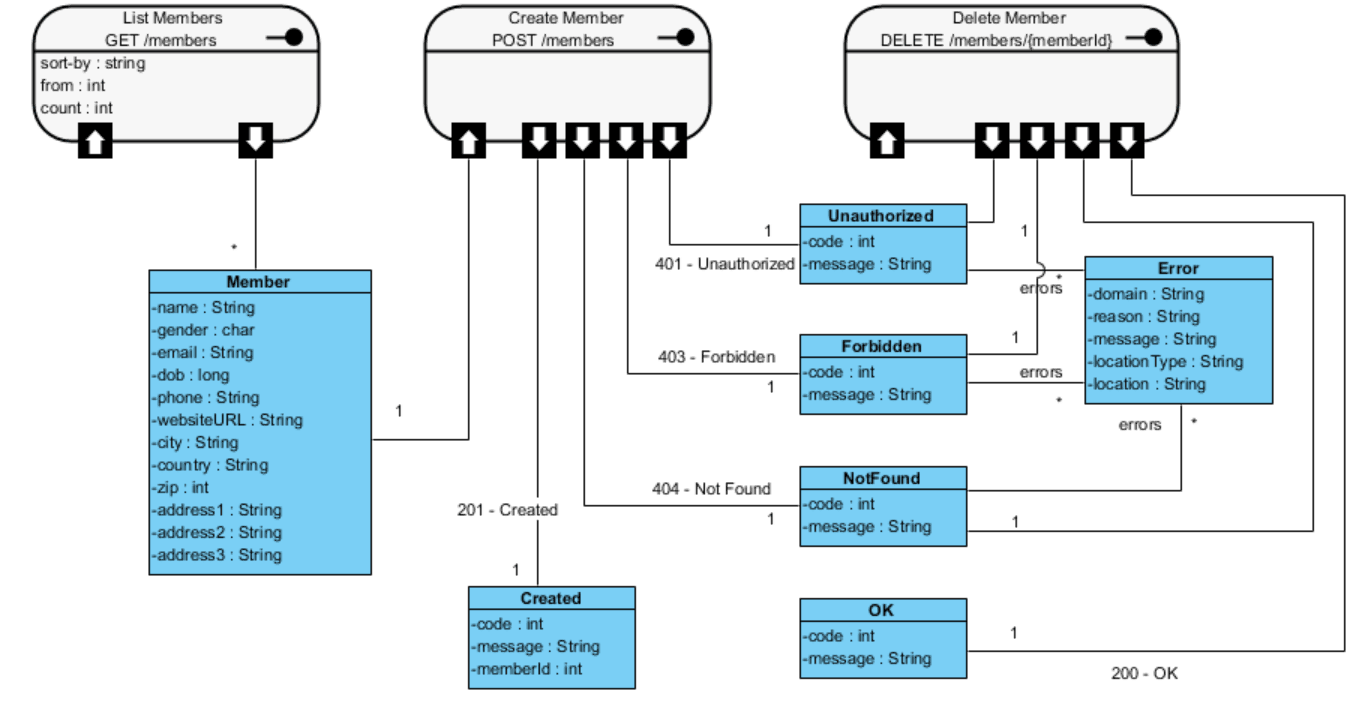 List Members
GET /members
sort-by : string
from : int
count : int
Create Member
POST /members
Delete Member
DELETE /members/{memberId}
*
Member
-name : String
-gender : char
-email : String
-dob : long
-phone : String
-websiteURL : String
-city : String
-country : String
-zip : int
-address1 : String
-address2 : String
-address3 : String
1
201 - Created
1
Created
-code : int
-message : String
-memberId : int
1
401 - Unauthorized
Unauthorized
-code : int
-message : String
1
*
errors
Error
-domain : String
-reason : String
-message : String
-locationType : String
-location : String
403 - Forbidden
1
Forbidden
-code : int
-message : String
1
errors
*
errors
*
404 - Not Found
1
NotFound
-code : int
-message : String
1
OK
-code : int
-message : String
1
200 - OK